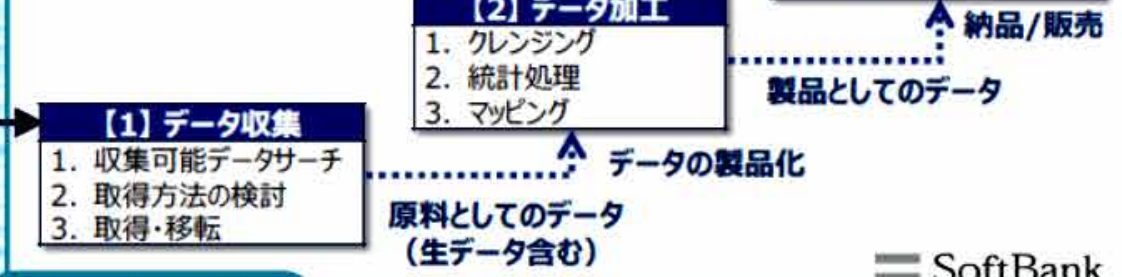 【2】データ加工
1. クレンジング
2. 統計処理
3. マッピング
納品/販売
製品としてのデータ
【1】データ収集
1. 収集可能データサーチ
2. 取得方法の検討
3. 取得・移転
データの製品化
原料としてのデータ
（生データ含む）
SoftBank